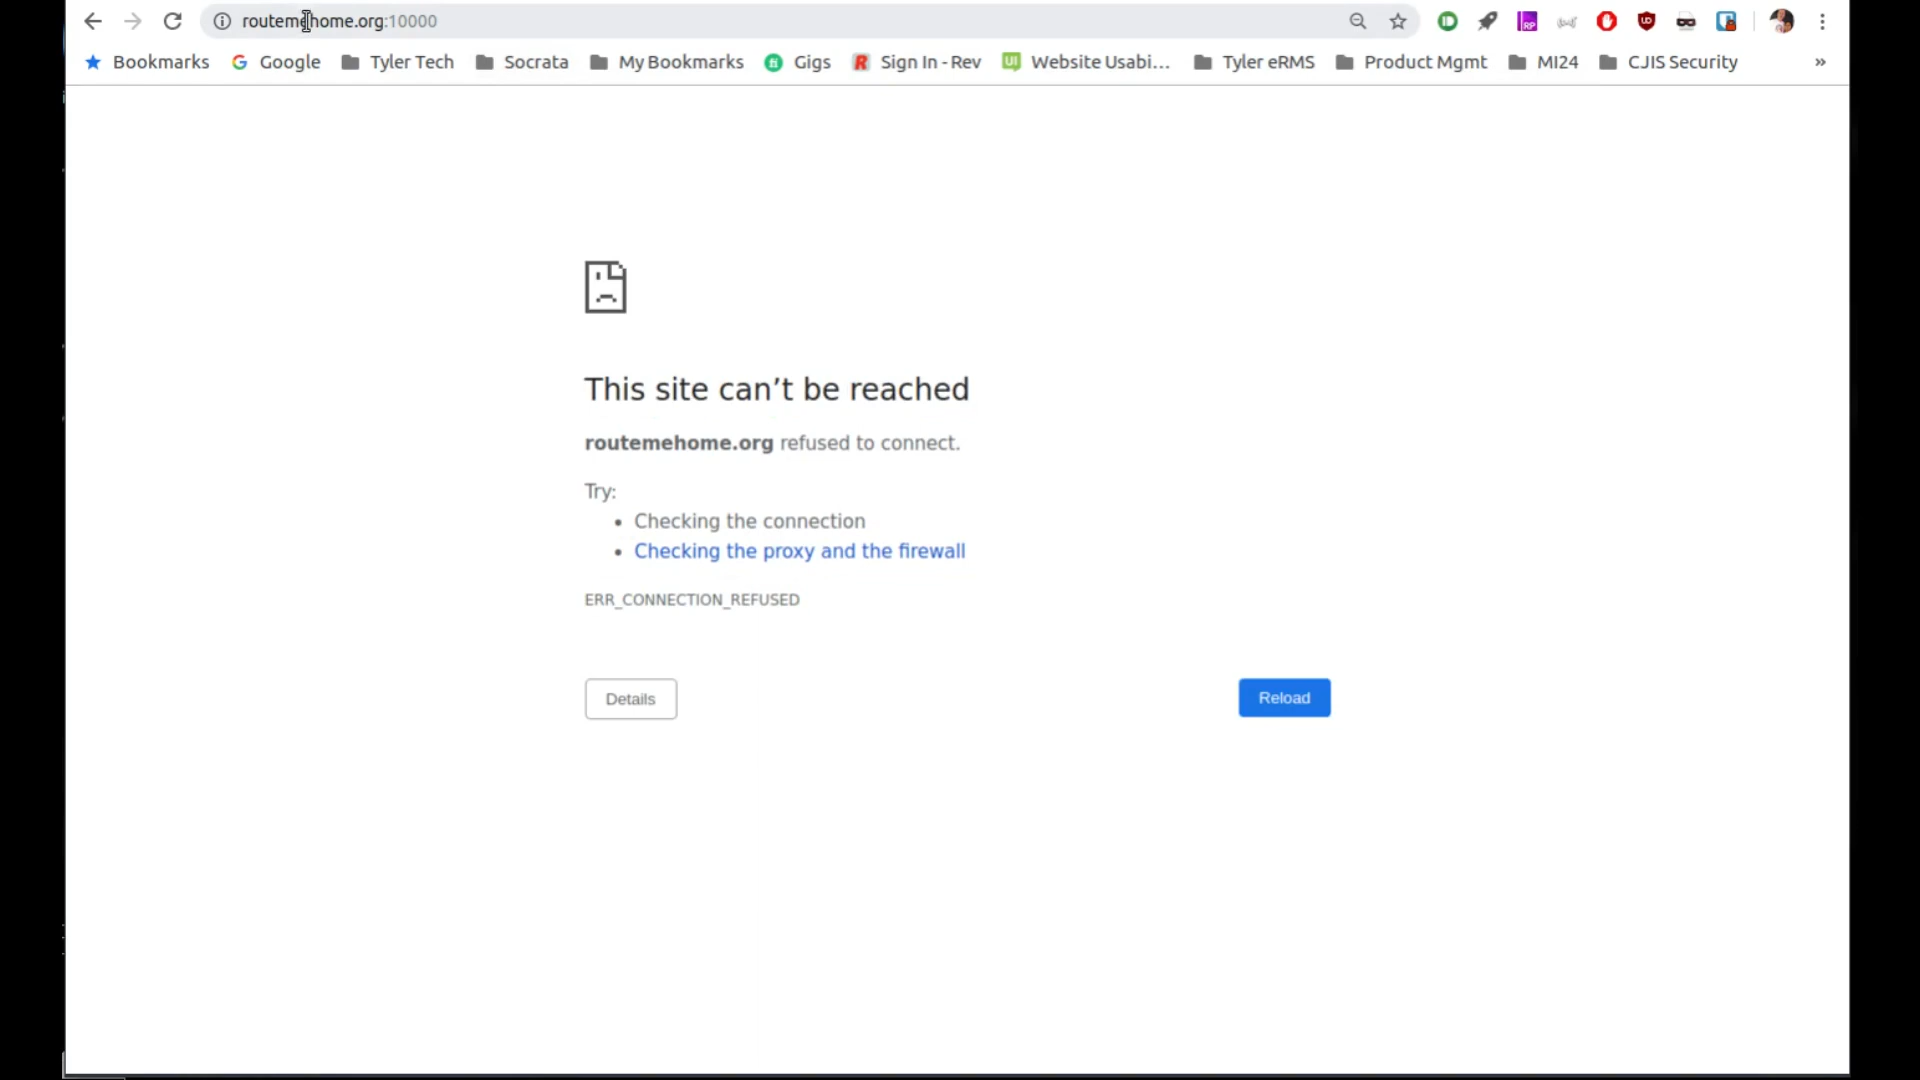 routemehome.org:10000
Bookmarks Google Tyler Tech Socrata My Bookmarks Gigs Sign In - Rev Website Usabi... Tyler eRMS Product Mgmt MI24 CJIS Security »
This site can't be reached
routemehome.org refused to connect.
Try:
• Checking the connection
• Checking the proxy and the firewall
ERR_CONNECTION_REFUSED
Details Reload